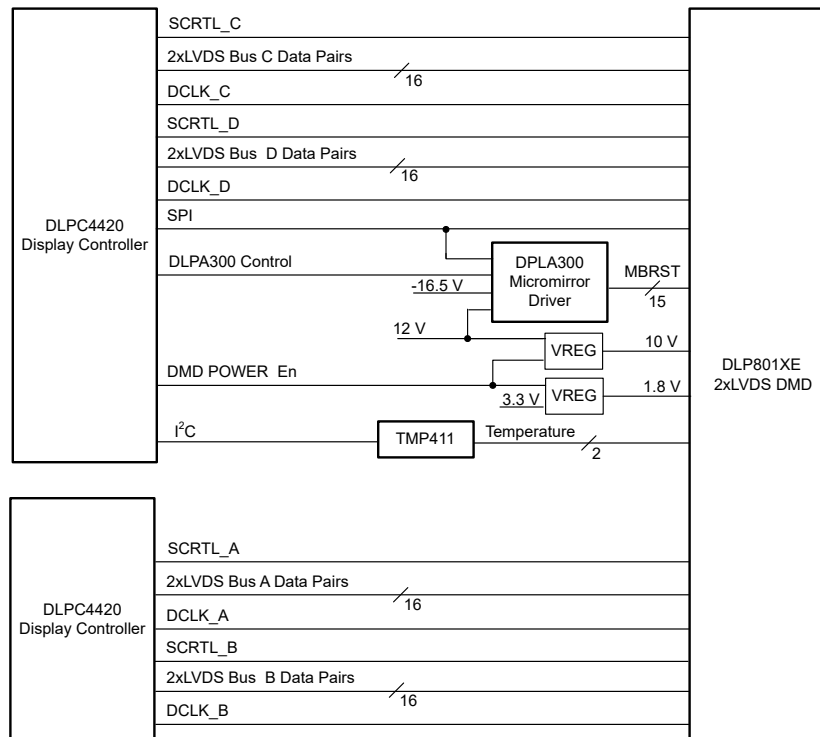 SCRTL_C
2xLVDS Bus C Data Pairs
16
DCLK_C
SCRTL_D
2xLVDS Bus D Data Pairs
16
DCLK_D
SPI
DLPC4420
Display Controller
DLPA300 Control
-16.5 V
DPLA300
Micromirror
Driver
MBRST
15
12 V
VREG
10 V
DMD POWER En
3.3 V
VREG
1.8 V
DLP801XE
2xLVDS DMD
I²C
TMP411
Temperature
2
SCRTL_A
2xLVDS Bus A Data Pairs
16
DCLK_A
DLPC4420
Display Controller
SCRTL_B
2xLVDS Bus B Data Pairs
16
DCLK_B